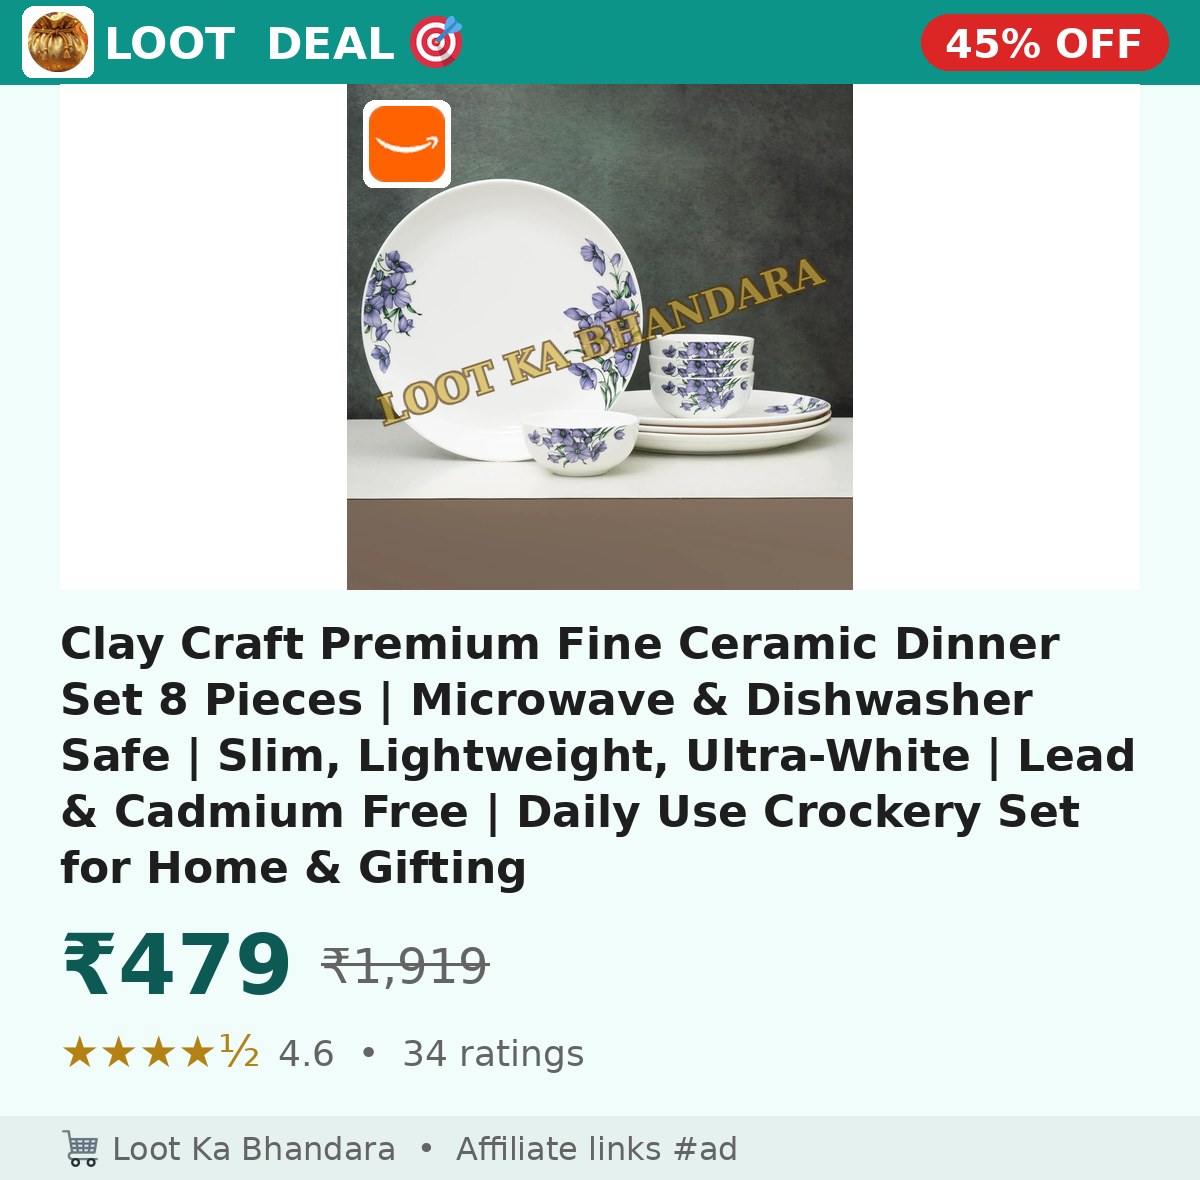 LOOT DEAL
45% OFF
LOOT KA BHANDARA
Clay Craft Premium Fine Ceramic Dinner
Set 8 Pieces | Microwave & Dishwasher
Safe | Slim, Lightweight, Ultra-White | Lead
& Cadmium Free | Daily Use Crockery Set
for Home & Gifting
₹479 ₹1,919
★★★★½ 4.6 • 34 ratings
Loot Ka Bhandara • Affiliate links #ad